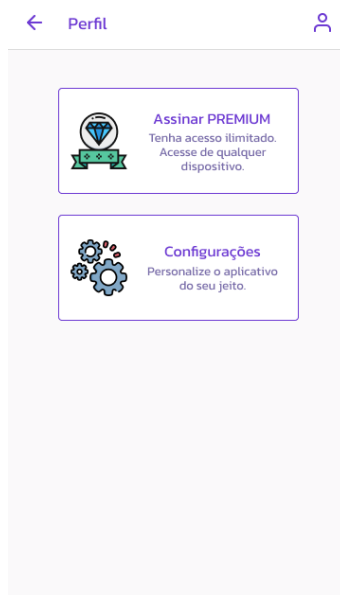 Perfil
Assinar PREMIUM
Tenha acesso ilimitado.
Acesse de qualquer
dispositivo.
Configurações
Personalize o aplicativo
do seu jeito.